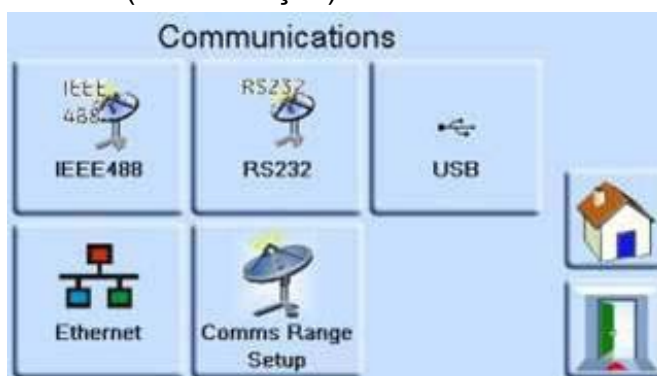 Communications
IEEE
488
IEEE488
RS232
RS232
USB
Ethernet
Comms Range
Setup